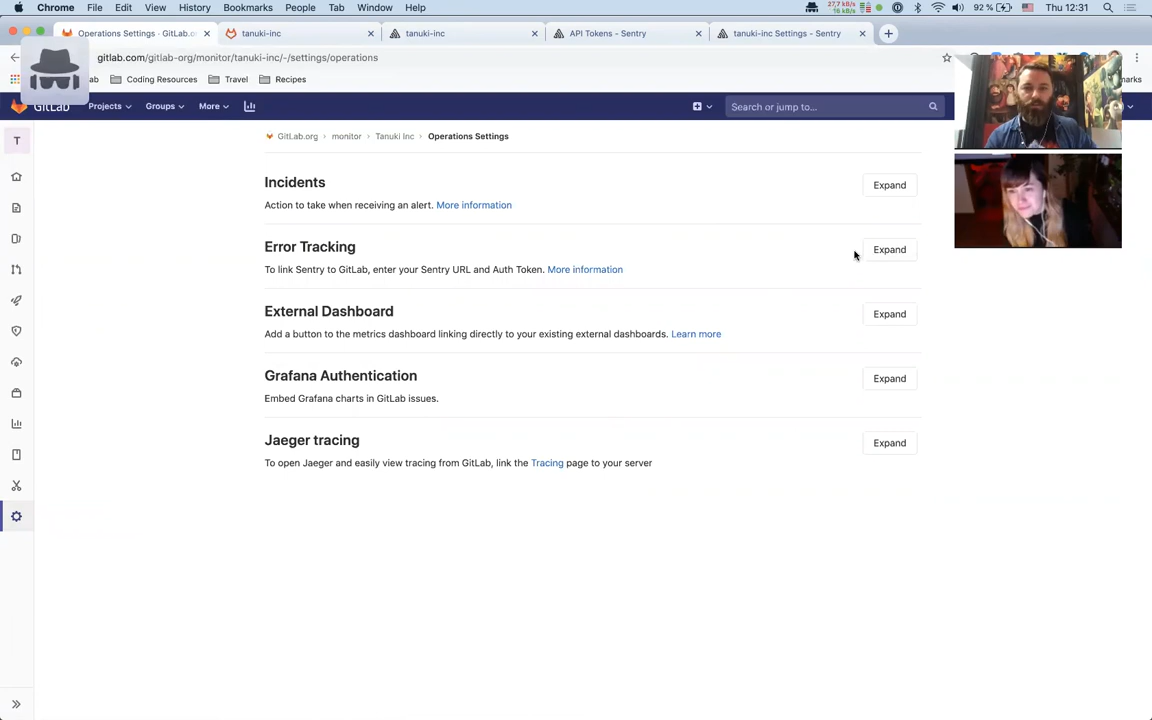 Chrome File Edit View History Bookmarks People Tab Window Help
27,7 kB/s
16 kB/s
92 % Thu 12:31
Operations Settings · GitLab.o
tanuki-inc
tanuki-inc
API Tokens - Sentry
tanuki-inc Settings - Sentry
gitlab.com/gitlab-org/monitor/tanuki-inc/-/settings/operations
Coding Resources
Travel
Recipes
GitLab
Projects
Groups
More
Search or jump to...
GitLab.org › monitor › Tanuki Inc › Operations Settings
T
Incidents
Expand
Action to take when receiving an alert. More information
Error Tracking
Expand
To link Sentry to GitLab, enter your Sentry URL and Auth Token. More information
External Dashboard
Expand
Add a button to the metrics dashboard linking directly to your existing external dashboards. Learn more
Grafana Authentication
Expand
Embed Grafana charts in GitLab issues.
Jaeger tracing
Expand
To open Jaeger and easily view tracing from GitLab, link the Tracing page to your server